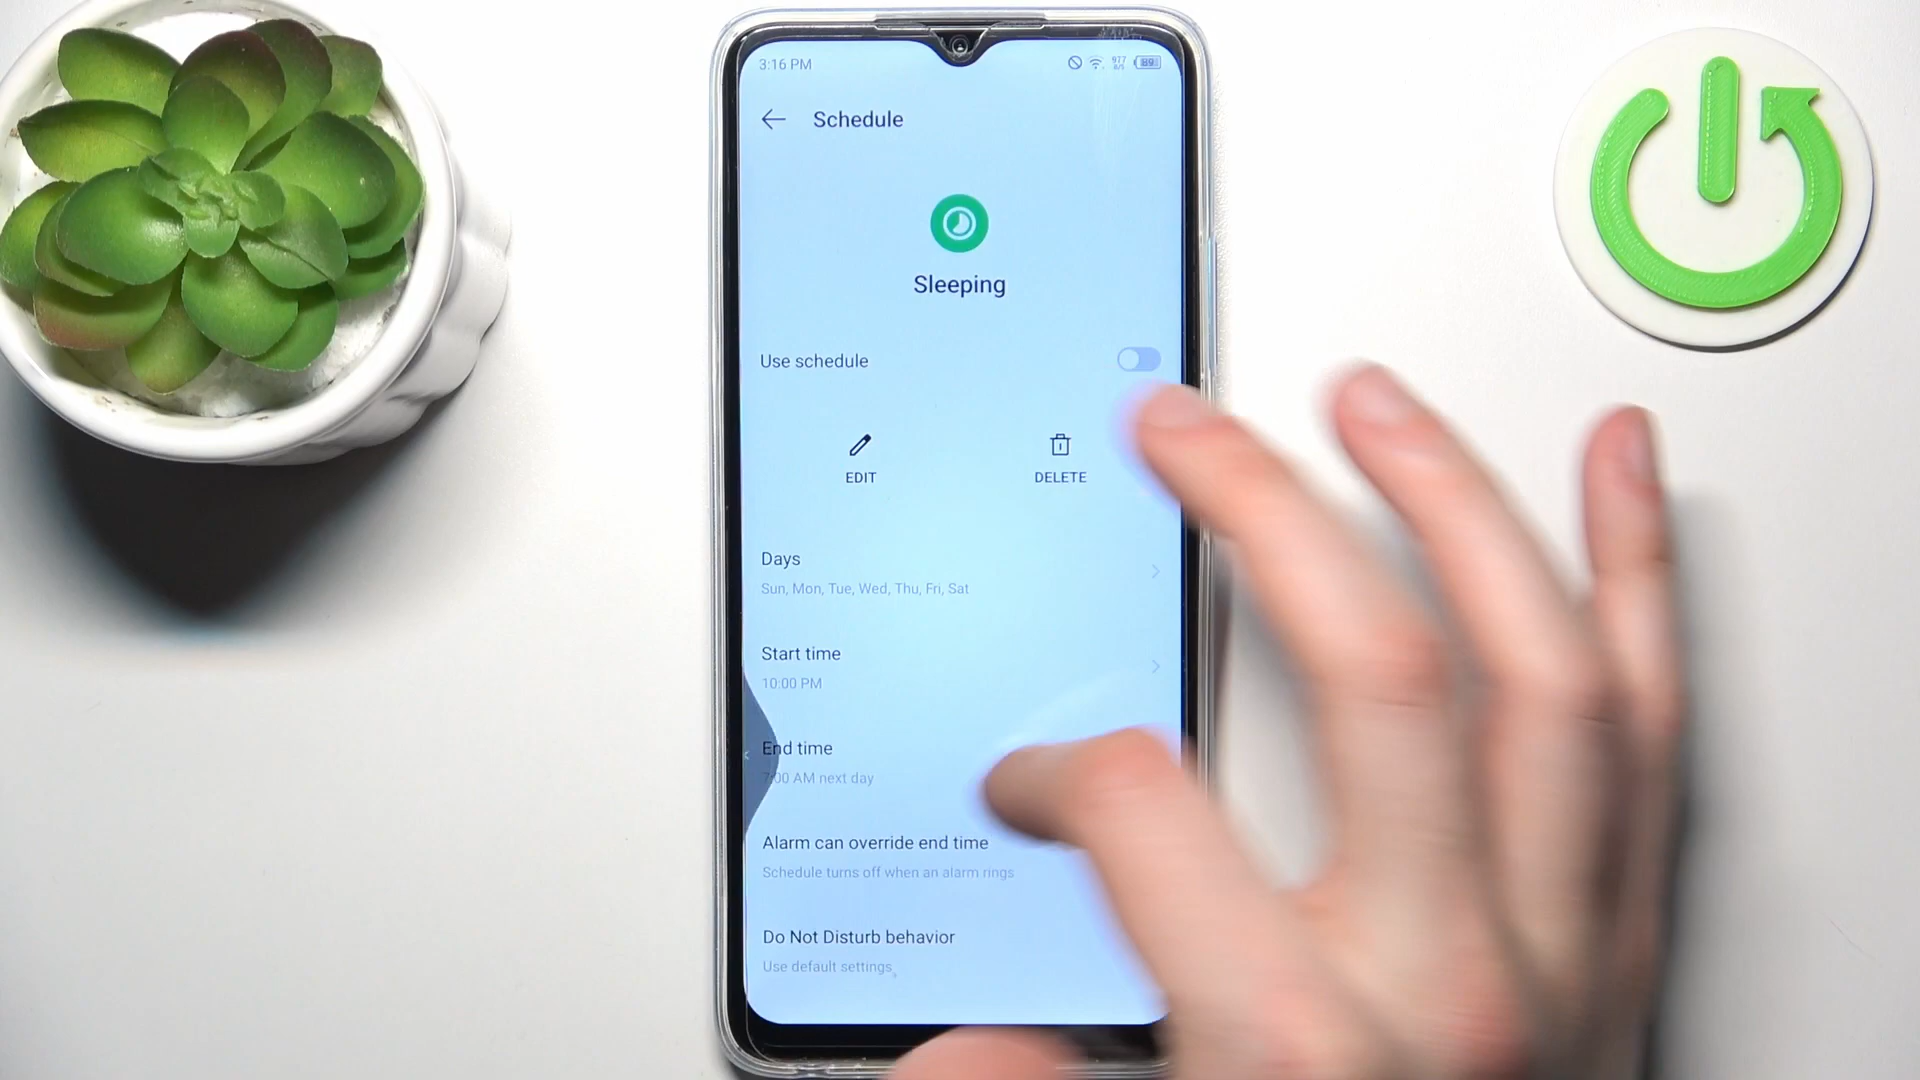 3:16 PM
977
B/S
89
Schedule
Sleeping
Use schedule
EDIT
DELETE
Days
Sun, Mon, Tue, Wed, Thu, Fri, Sat
Start time
10:00 PM
End time
7:00 AM next day
Alarm can override end time
Schedule turns off when an alarm rings
Do Not Disturb behavior
Use default settings